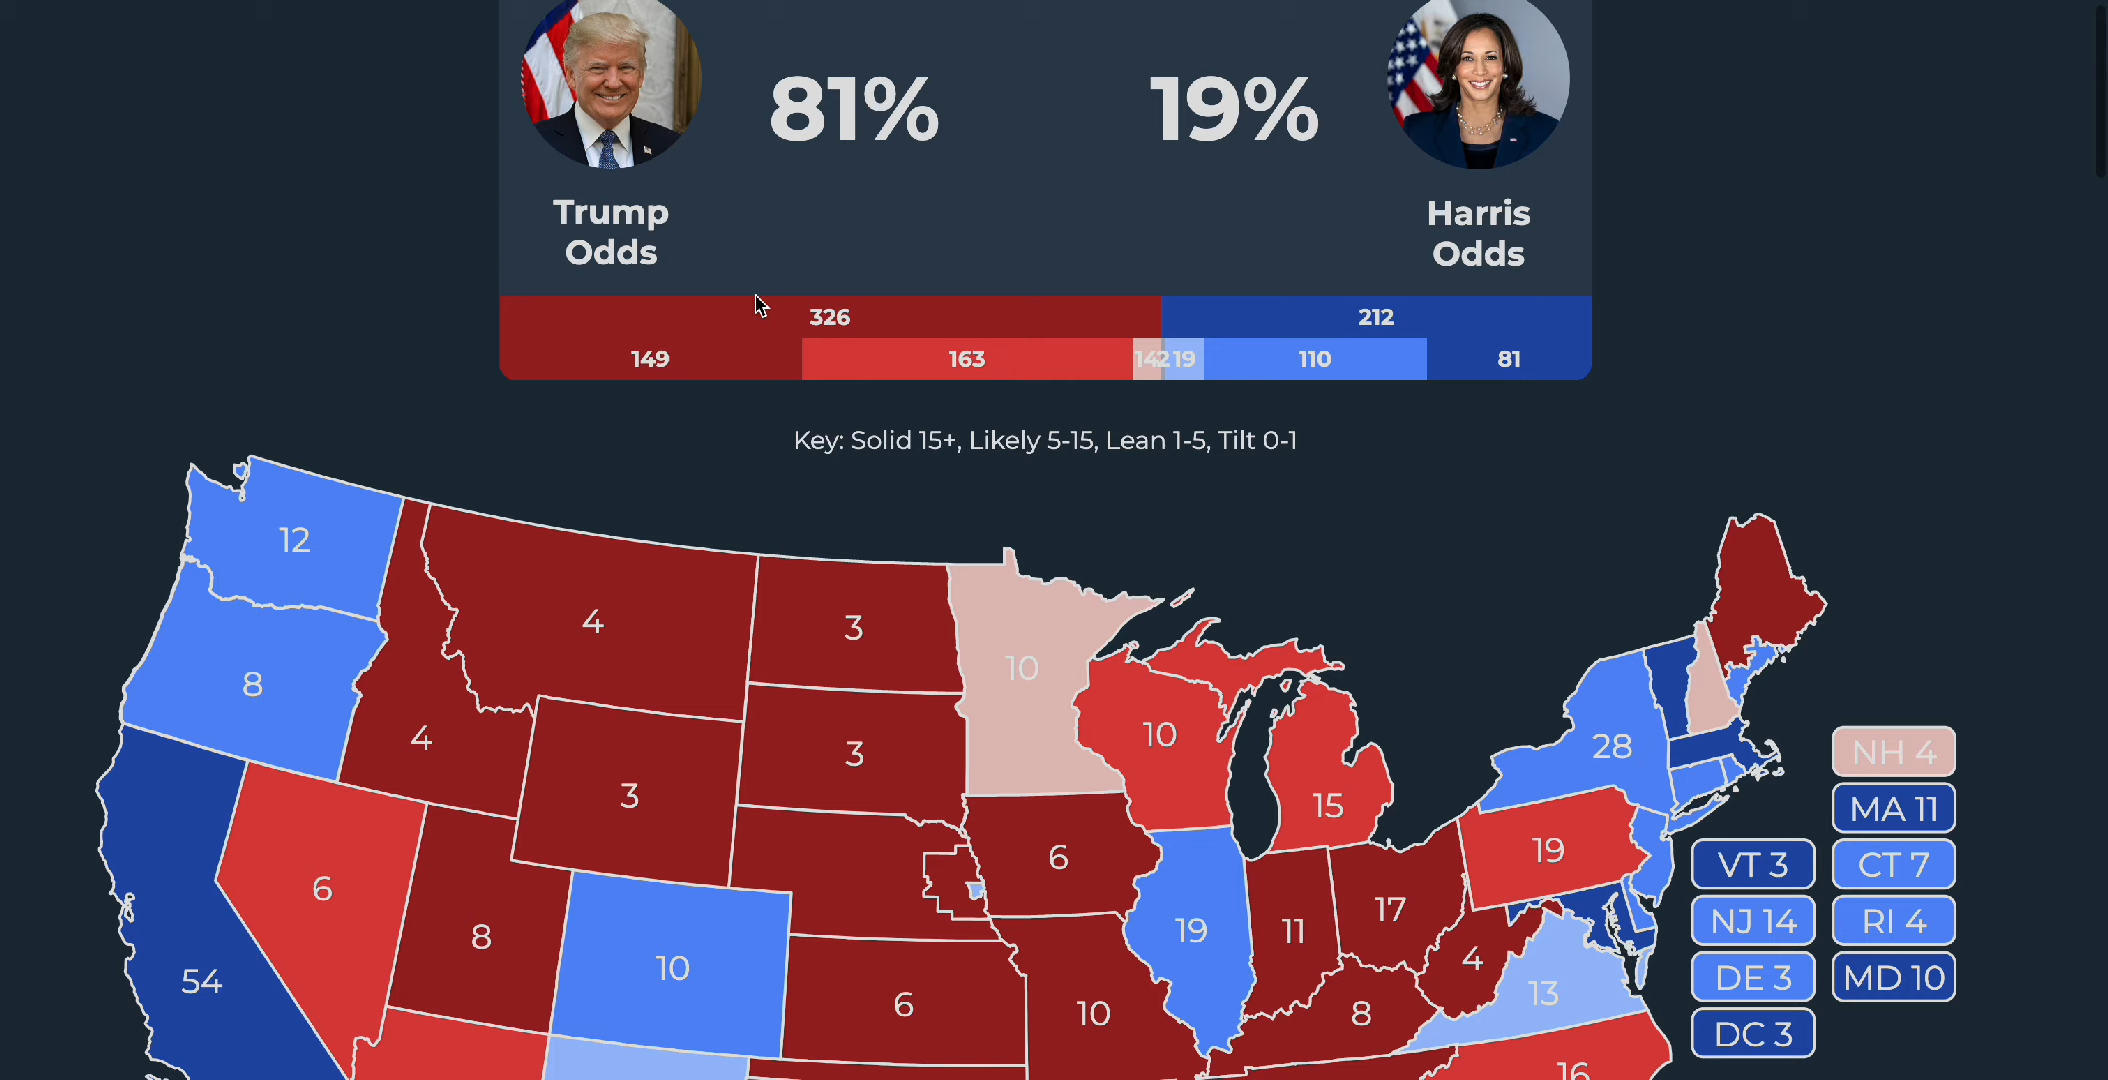 81% 19%
Trump
Odds
Harris
Odds
326 212
149 163 14 2 19 110 81
Key: Solid 15+, Likely 5-15, Lean 1-5, Tilt 0-1
12
4
3
10
8
4
3
3
10
15
28
NH 4
MA 11
VT 3 CT 7
NJ 14 RI 4
DE 3 MD 10
DC 3
6
6
19
8
10
19
11
17
4
54
6
10
8
13
16